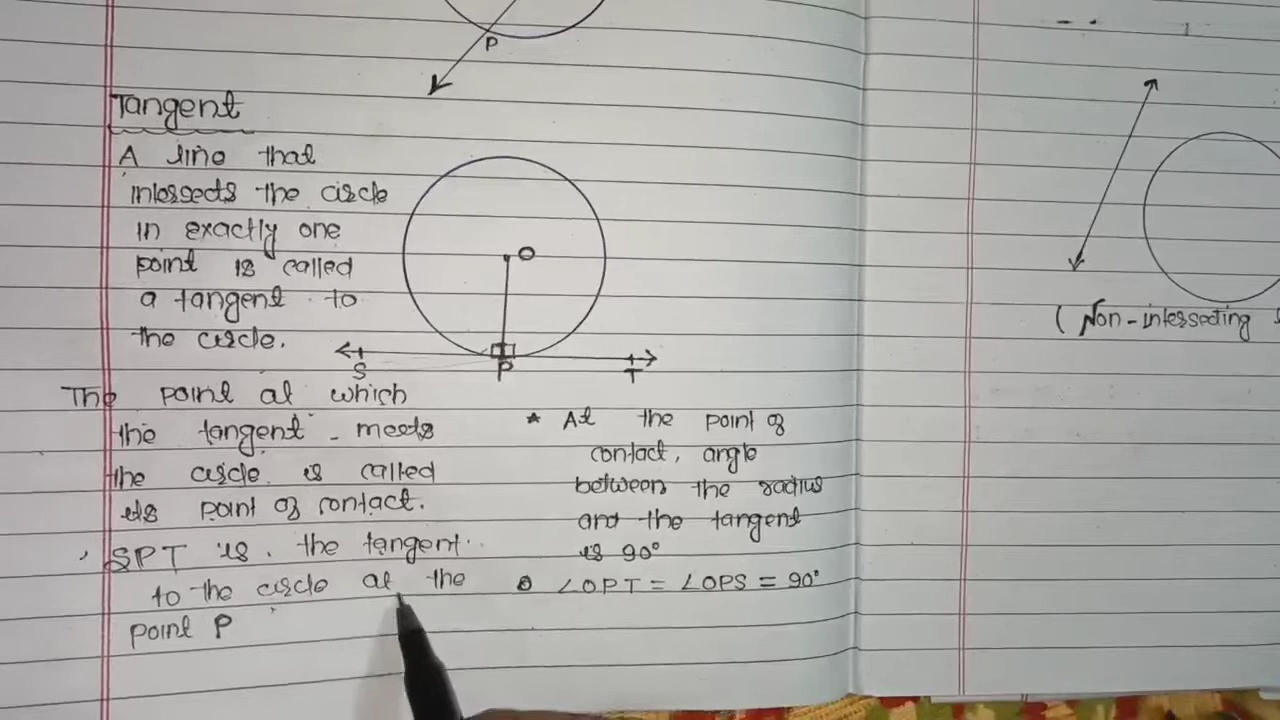 P
Tangent
A line that
intersects the circle
in exactly one
point is called
a tangent to
the circle.
O
S
P
T
The point at which
the tangent meets
the circle is called
its point of contact.
SPT is the tangent
to the circle at the
point P
* At the point of
contact, angle
between the radius
and the tangent
is 90°
∠OPT = ∠OPS = 90°
(Non-intersecting